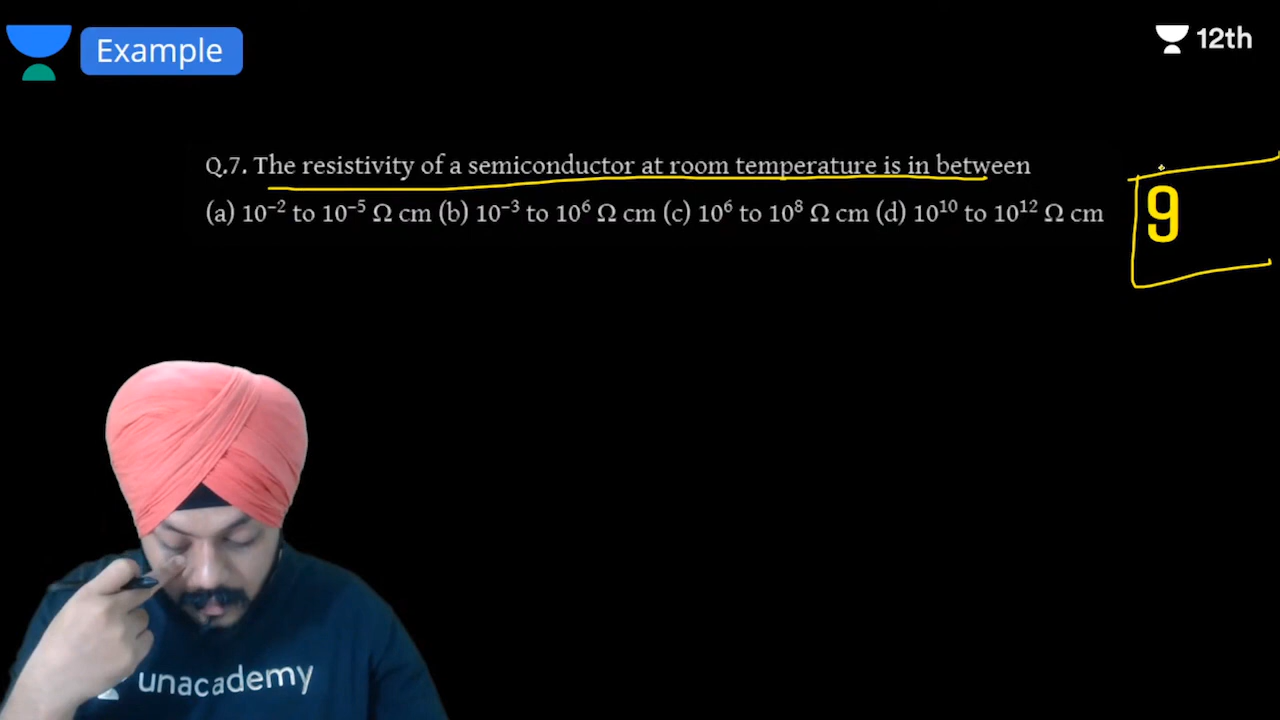 Example
12th
Q.7. The resistivity of a semiconductor at room temperature is in between
(a) 10⁻² to 10⁻⁵ Ω cm (b) 10⁻³ to 10⁶ Ω cm (c) 10⁶ to 10⁸ Ω cm (d) 10¹⁰ to 10¹² Ω cm
9
unacademy